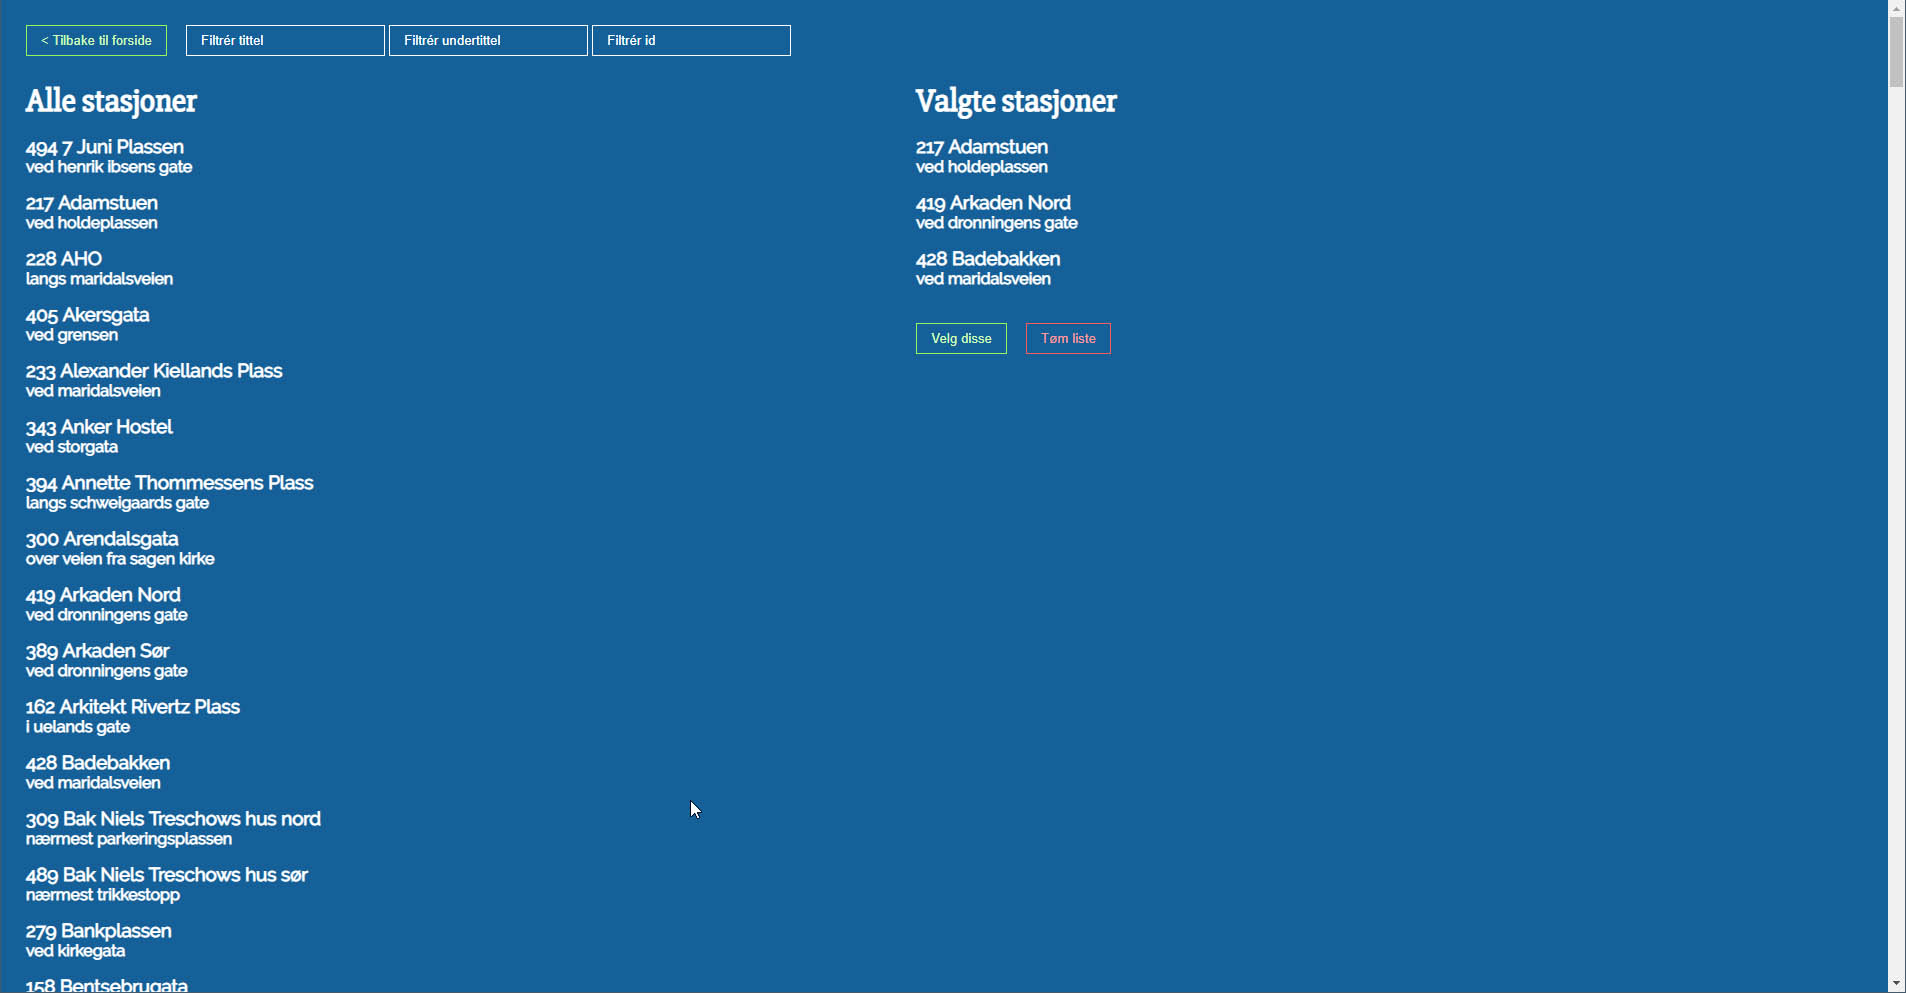 < Tilbake til forside
Filtrér tittel
Filtrér undertittel
Filtrér id
Alle stasjoner
494 7 Juni Plassen
ved henrik ibsens gate
217 Adamstuen
ved holdeplassen
228 AHO
langs maridalsveien
405 Akersgata
ved grensen
233 Alexander Kiellands Plass
ved maridalsveien
343 Anker Hostel
ved storgata
394 Annette Thommessens Plass
langs schweigaards gate
300 Arendalsgata
over veien fra sagen kirke
419 Arkaden Nord
ved dronningens gate
389 Arkaden Sør
ved dronningens gate
162 Arkitekt Rivertz Plass
i uelands gate
428 Badebakken
ved maridalsveien
309 Bak Niels Treschows hus nord
nærmest parkeringsplassen
489 Bak Niels Treschows hus sør
nærmest trikkestopp
279 Bankplassen
ved kirkegata
158 Bentsebrugata
Valgte stasjoner
217 Adamstuen
ved holdeplassen
419 Arkaden Nord
ved dronningens gate
428 Badebakken
ved maridalsveien
Velg disse
Tøm liste